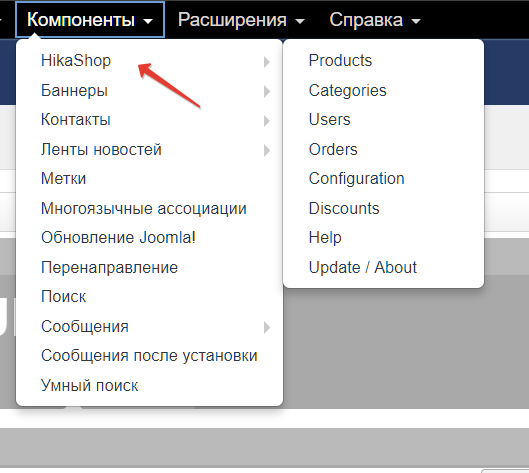 Компоненты Расширения Справка
HikaShop
Баннеры
Контакты
Ленты новостей
Метки
Многоязычные ассоциации
Обновление Joomla!
Перенаправление
Поиск
Сообщения
Сообщения после установки
Умный поиск
Products
Categories
Users
Orders
Configuration
Discounts
Help
Update / About